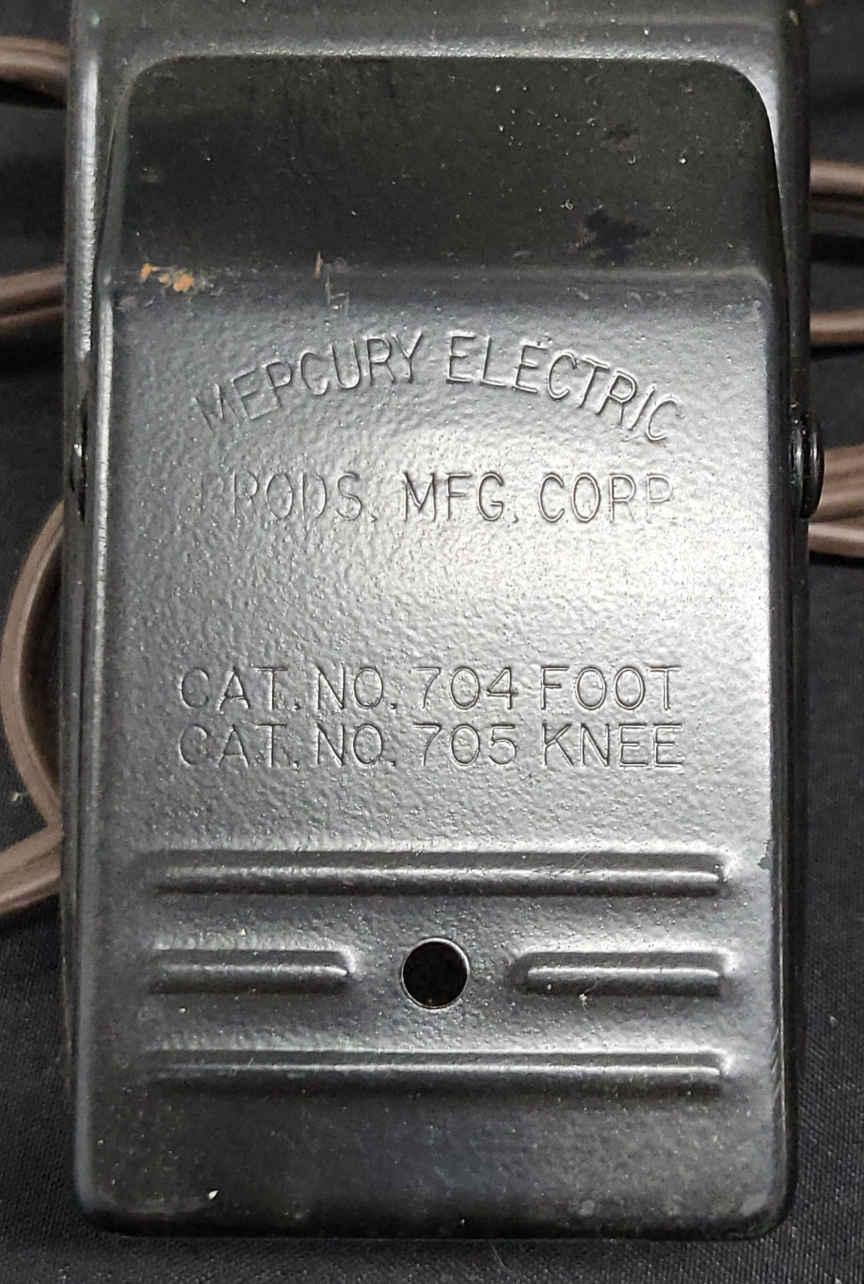 MERCURY ELECTRIC
PRODS. MFG. CORP.
CAT. NO. 704 FOOT
CAT. NO. 705 KNEE